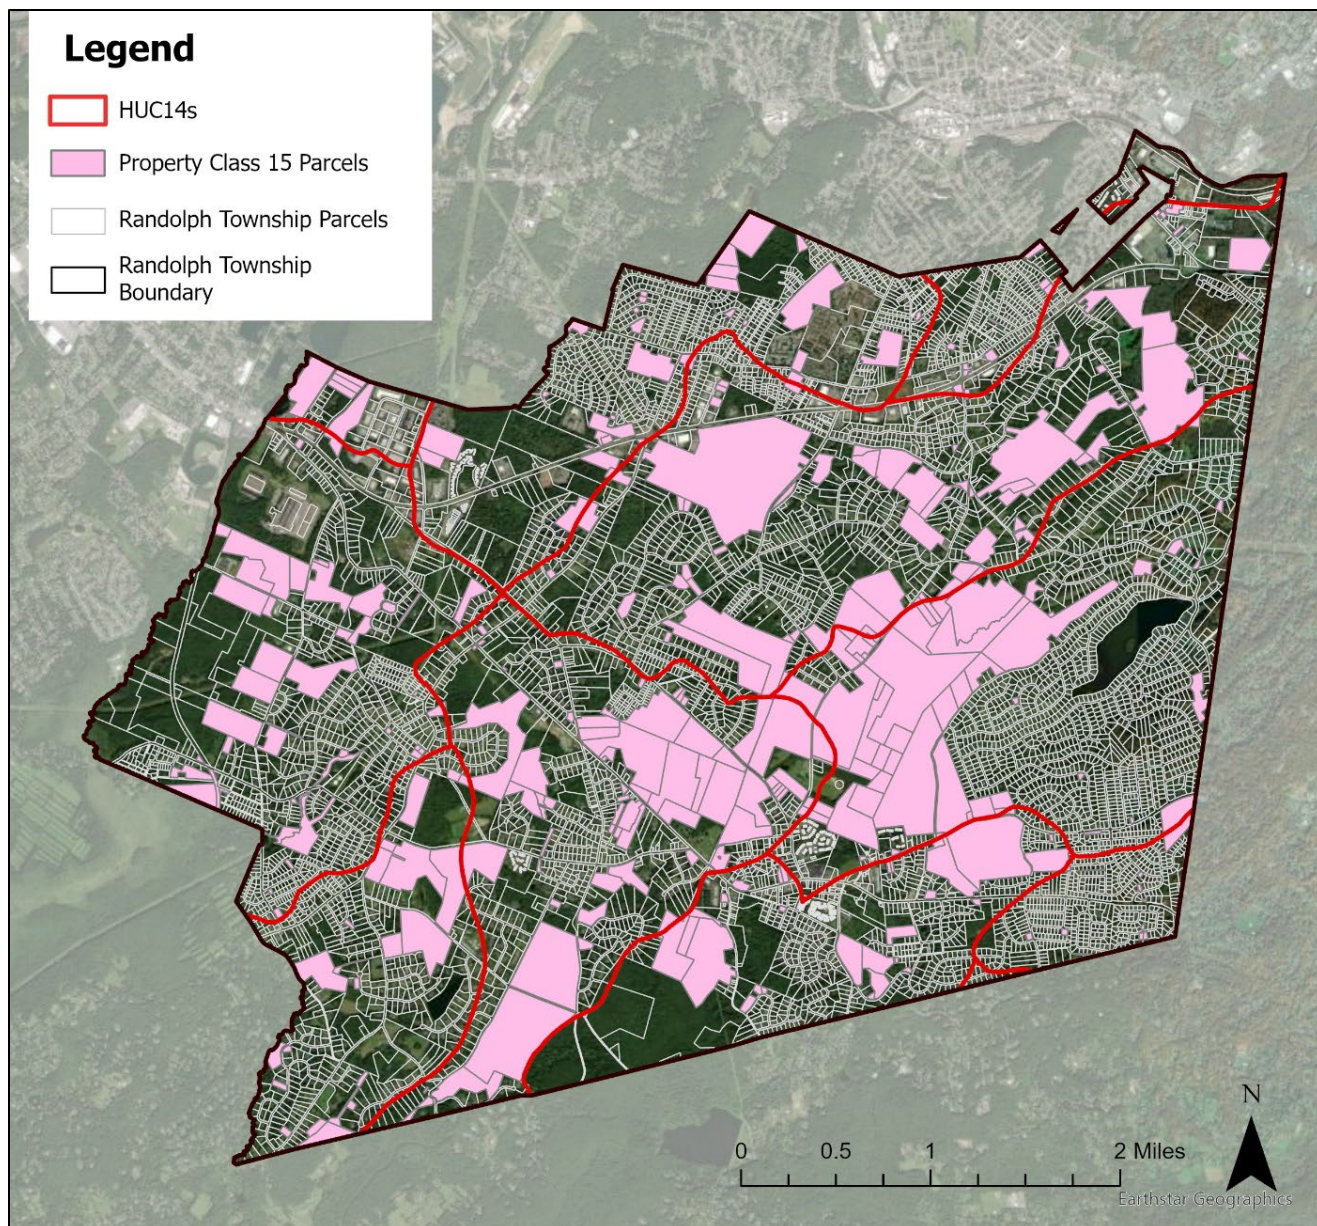 Legend
HUC14s
Property Class 15 Parcels
Randolph Township Parcels
Randolph Township
Boundary
N
0 0.5 1 2 Miles
Earthstar Geographics